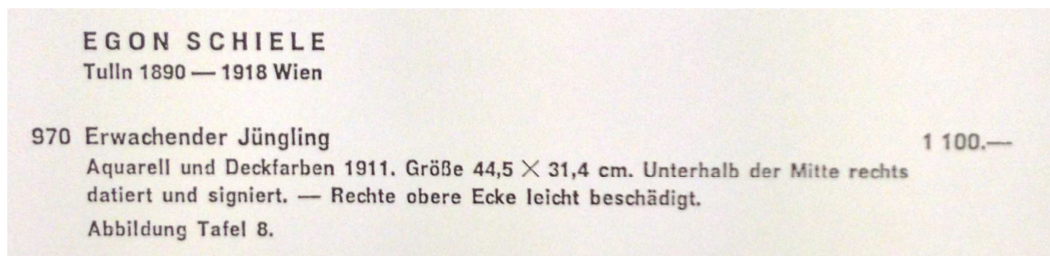 EGON SCHIELE
Tulln 1890 — 1918 Wien
970 Erwachender Jüngling 1 100.—
Aquarell und Deckfarben 1911. Größe 44,5 × 31,4 cm. Unterhalb der Mitte rechts
datiert und signiert. — Rechte obere Ecke leicht beschädigt.
Abbildung Tafel 8.